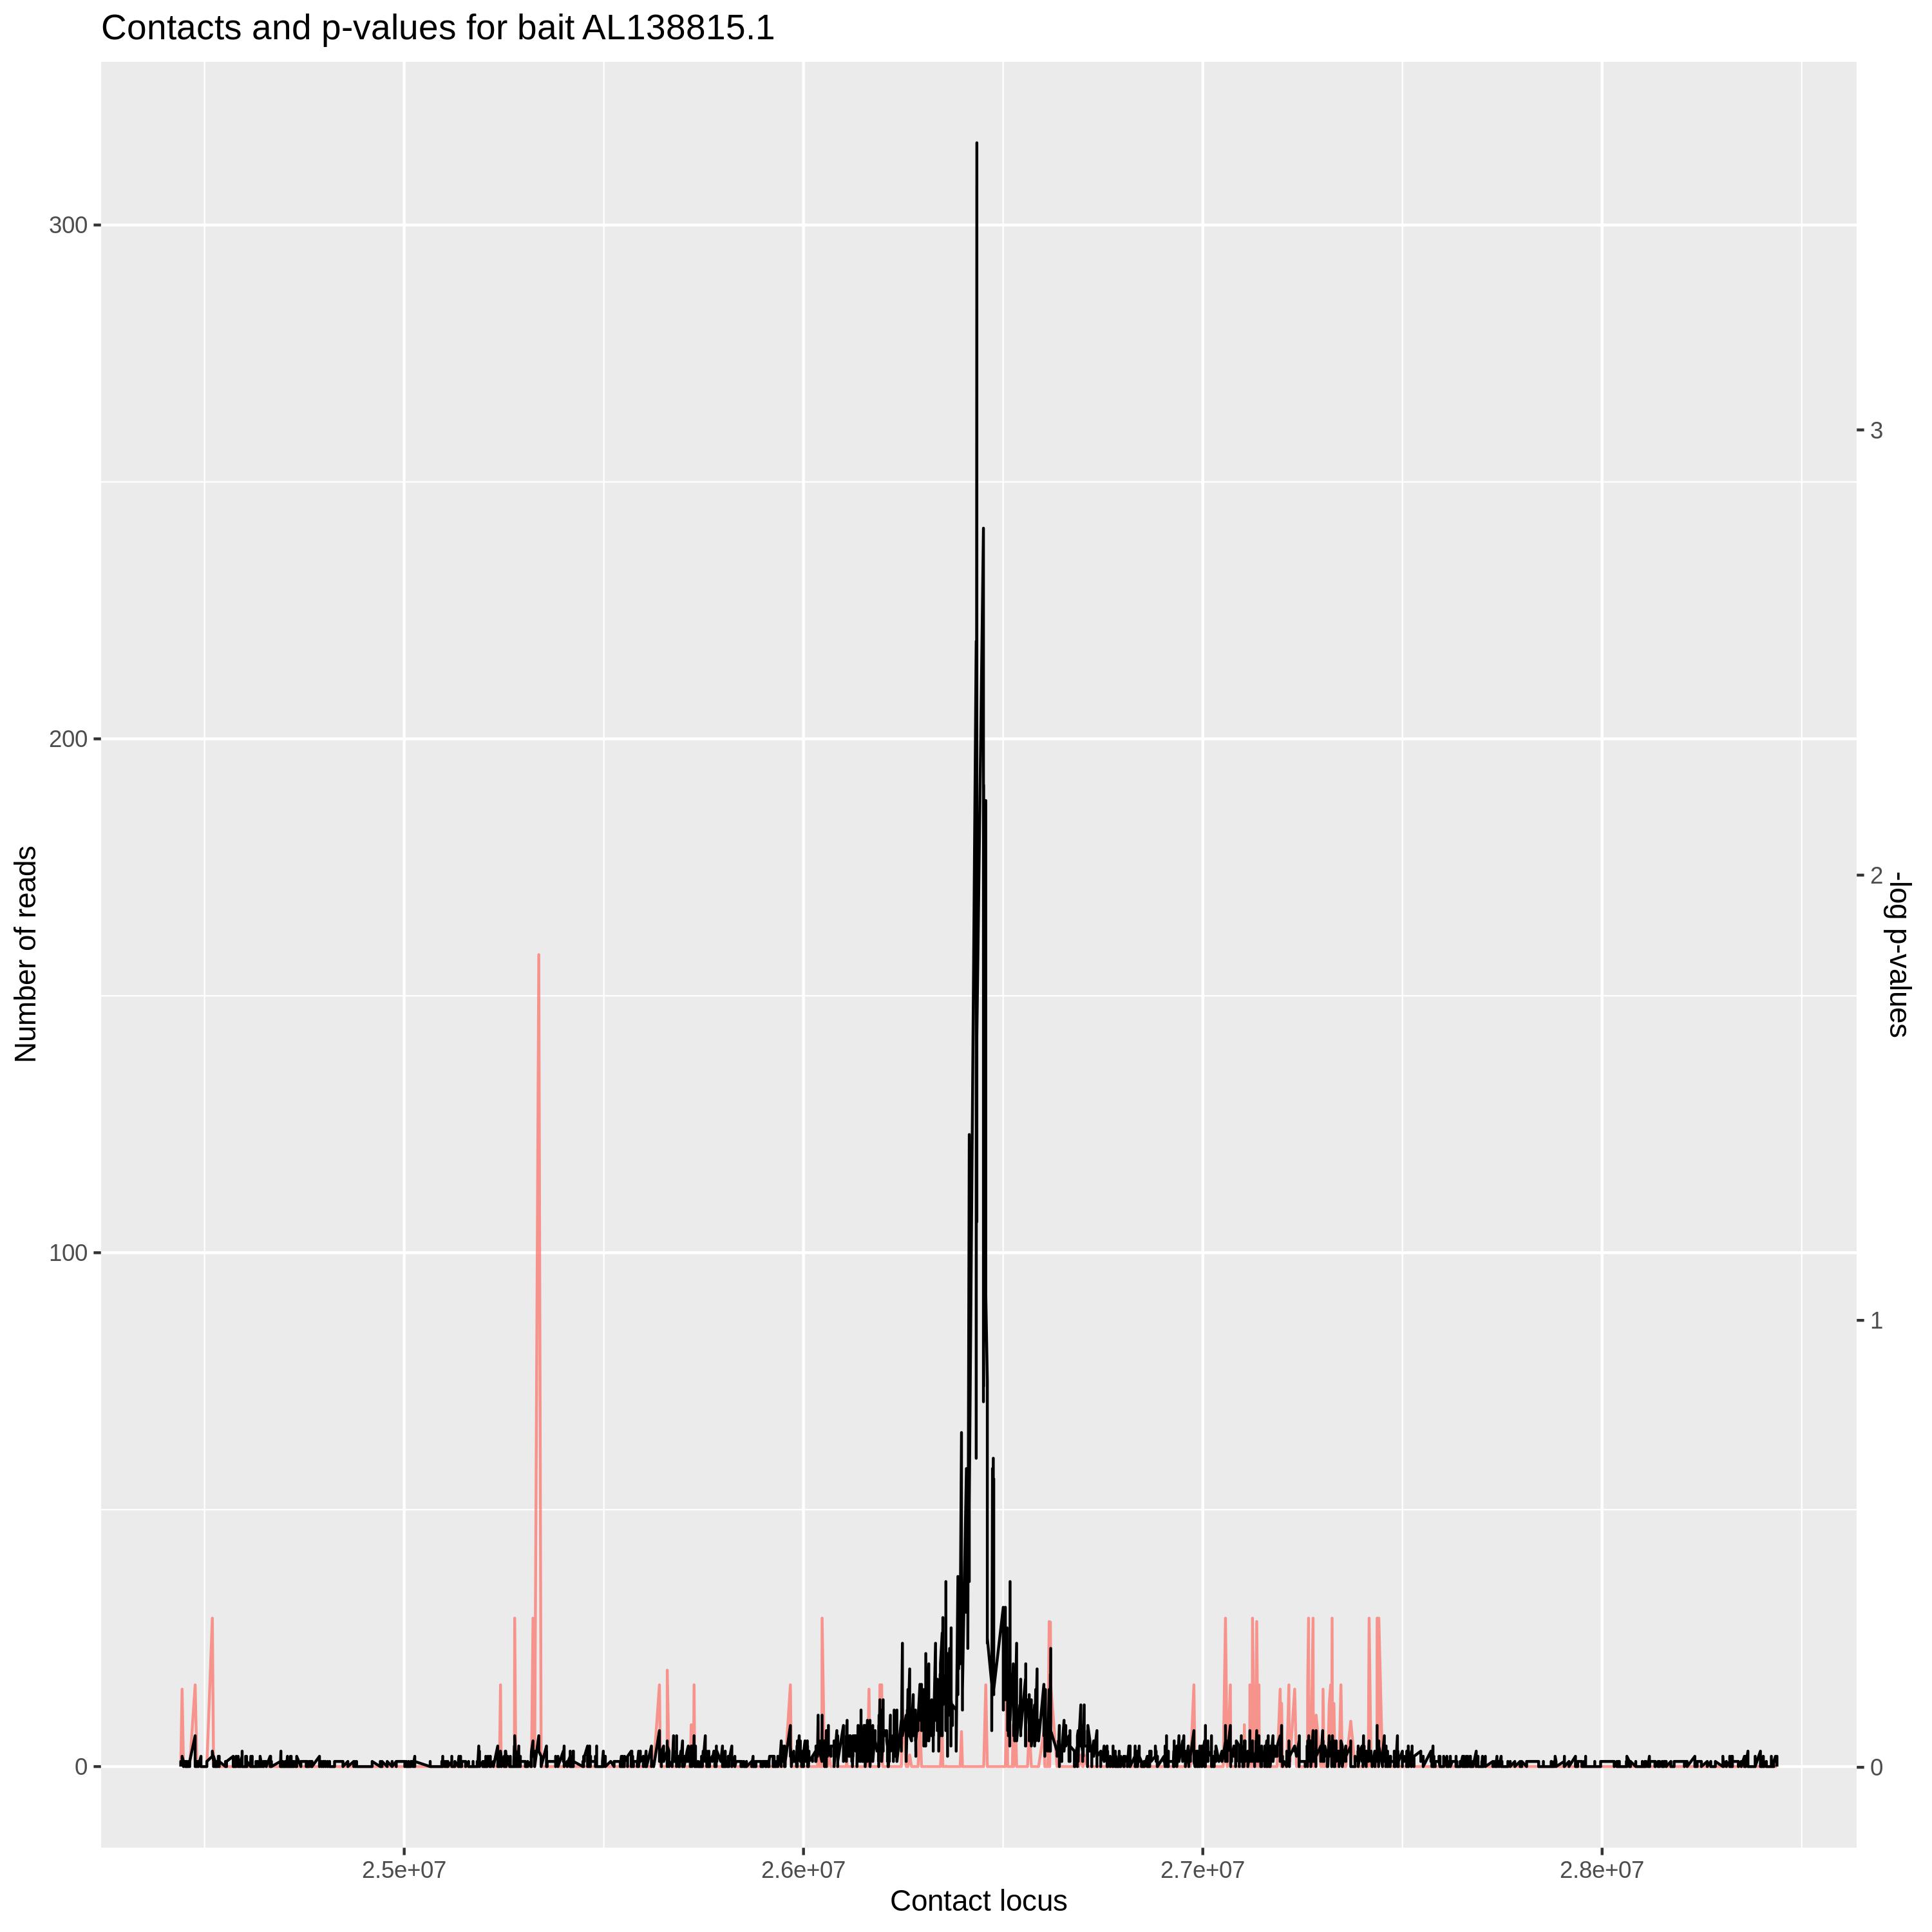 Contacts and p-values for bait AL138815.1
300
200
100
0
Number of reads
3
2
1
0
-log p-values
2.5e+07
2.6e+07
2.7e+07
2.8e+07
Contact locus